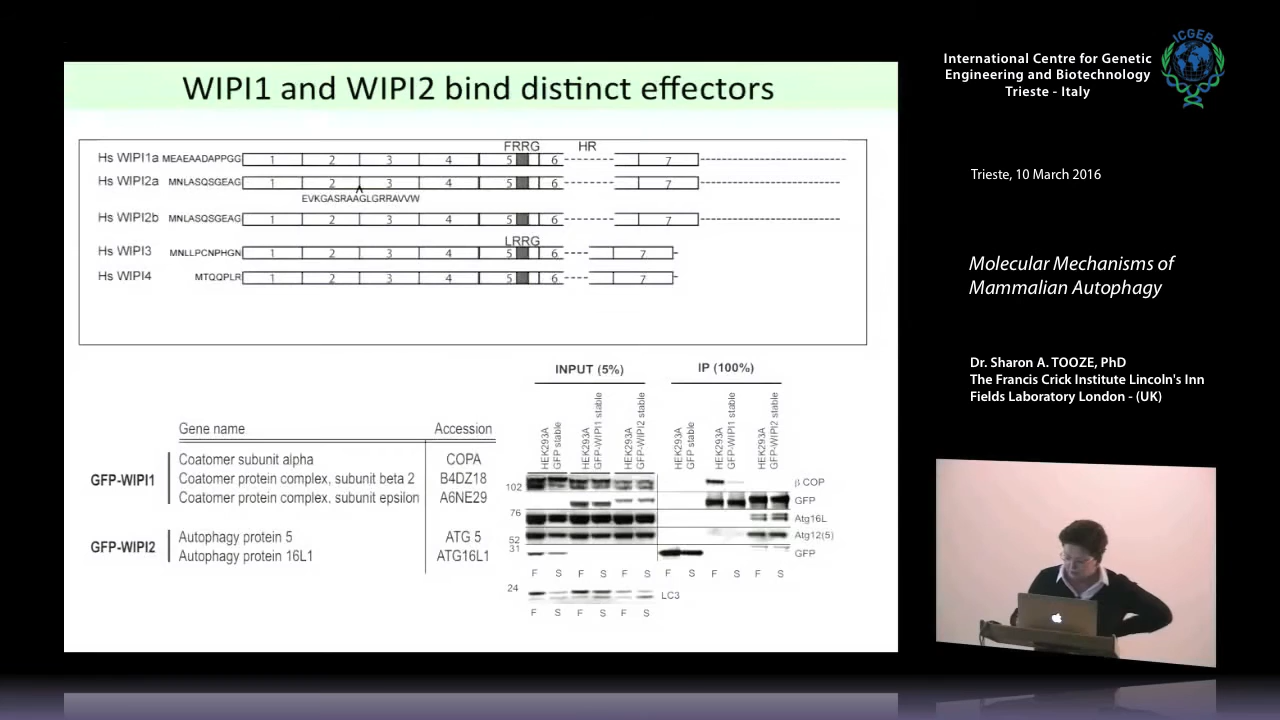 WIPI1 and WIPI2 bind distinct effectors
FRRG HR
Hs WIPI1a MEAEAADAPPGG 1 2 3 4 5 6 7
Hs WIPI2a MNLASQSGEAG 1 2 3 4 5 6 7
EVKGASRAAGLGRRAVVW
Hs WIPI2b MNLASQSGEAG 1 2 3 4 5 6 7
LRRG
Hs WIPI3 MNLLPCNPHGN 1 2 3 4 5 6 7
Hs WIPI4 MTQQPLR 1 2 3 4 5 6 7
Gene name Accession
GFP-WIPI1
Coatomer subunit alpha COPA
Coatomer protein complex, subunit beta 2 B4DZ18
Coatomer protein complex. subunit epsilon A6NE29
GFP-WIPI2
Autophagy protein 5 ATG 5
Autophagy protein 16L1 ATG16L1
INPUT (5%) IP (100%)
HEK293A GFP stable HEK293A GFP-WIPI1 stable HEK293A GFP-WIPI2 stable HEK293A GFP stable HEK293A GFP-WIPI1 stable HEK293A GFP-WIPI2 stable
102 β COP
GFP
76 Atg16L
52 Atg12(5)
31 GFP
F S F S F S F S F S F S
24 LC3
F S F S F S
International Centre for Genetic
Engineering and Biotechnology
Trieste - Italy
ICGEB
Trieste, 10 March 2016
Molecular Mechanisms of
Mammalian Autophagy
Dr. Sharon A. TOOZE, PhD
The Francis Crick Institute Lincoln's Inn
Fields Laboratory London - (UK)